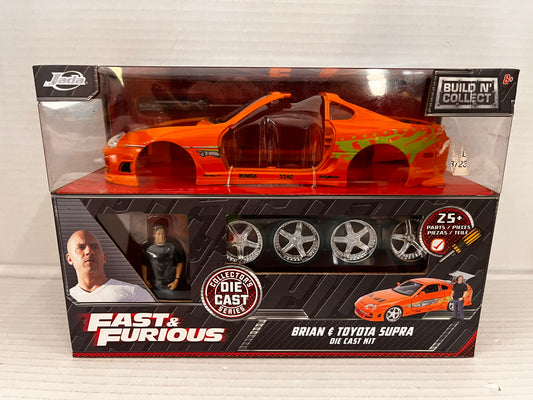 Jada
BUILD N'
COLLECT
8+
25+
PARTS / PIECES
PIEZAS / TEILE
COLLECTORS
DIE
CAST
SERIES
FAST &
FURIOUS
BRIAN & TOYOTA SUPRA
DIE CAST KIT